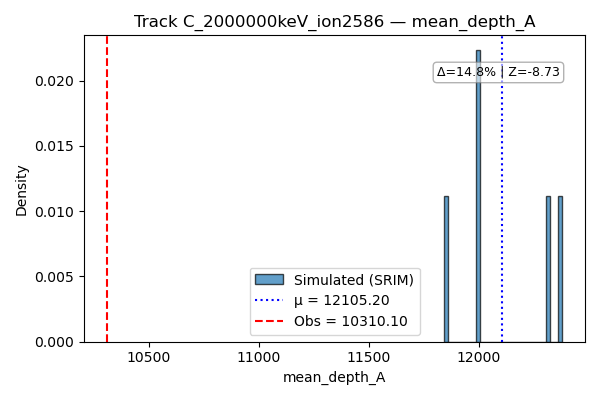 Track C_2000000keV_ion2586 — mean_depth_A
Δ=14.8% | Z=-8.73
Density
0.020
0.015
0.010
0.005
0.000
Simulated (SRIM)
μ = 12105.20
Obs = 10310.10
10500 11000 11500 12000
mean_depth_A